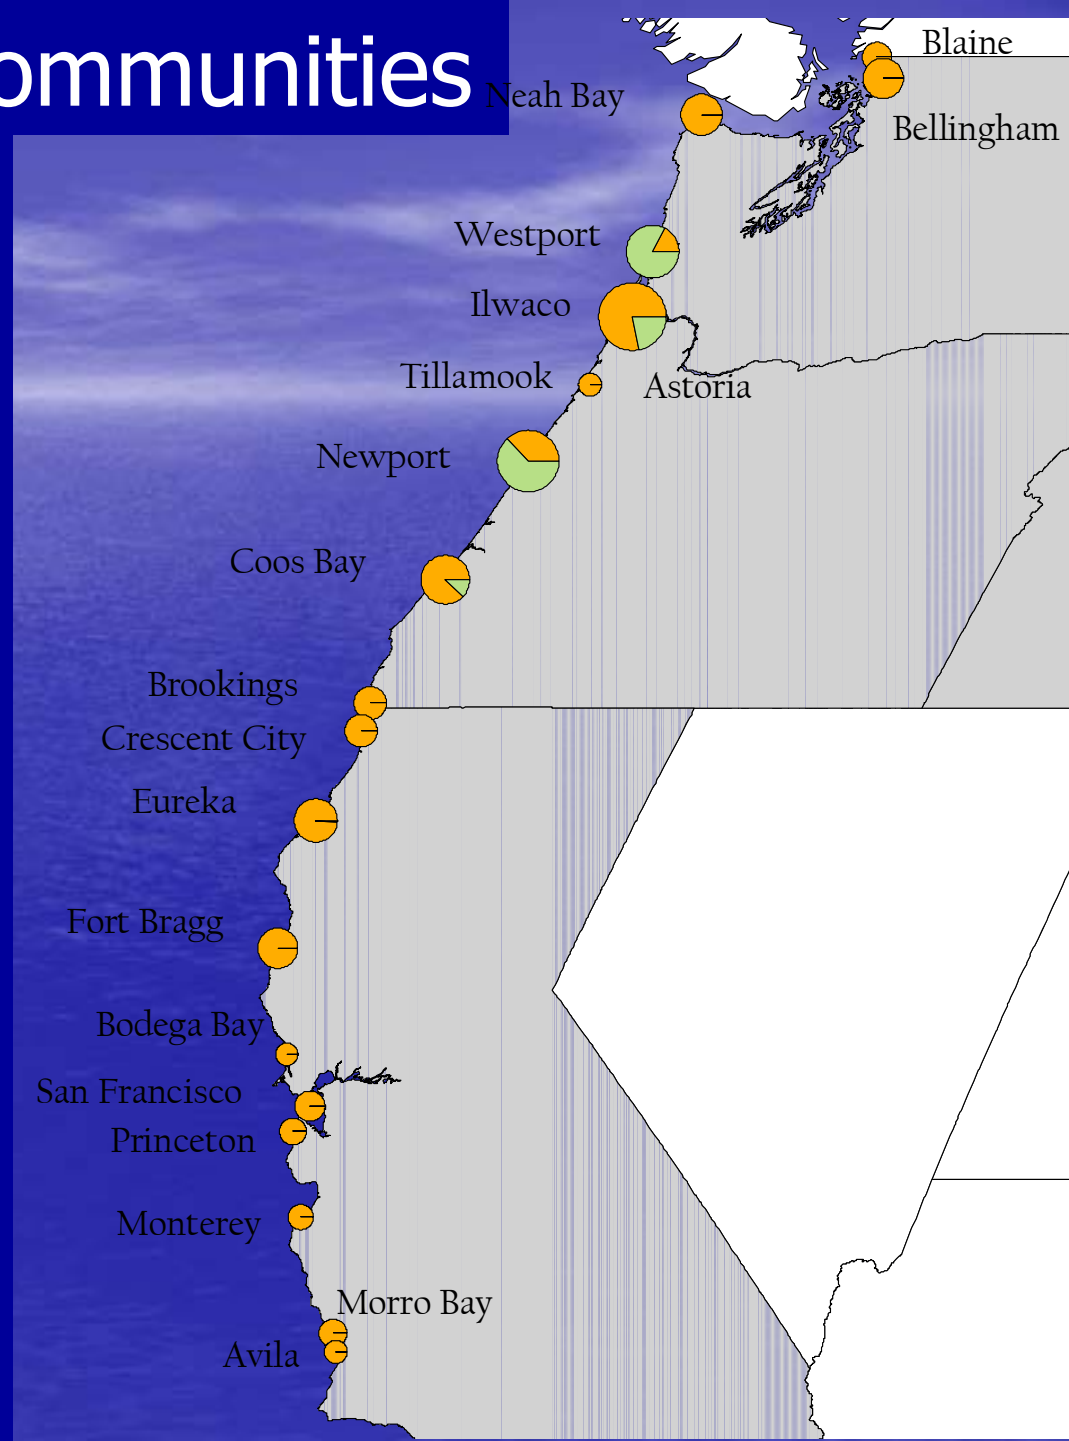 ommunities
Blaine
Neah Bay
Bellingham
Westport
Ilwaco
Tillamook
Astoria
Newport
Coos Bay
Brookings
Crescent City
Eureka
Fort Bragg
Bodega Bay
San Francisco
Princeton
Monterey
Morro Bay
Avila